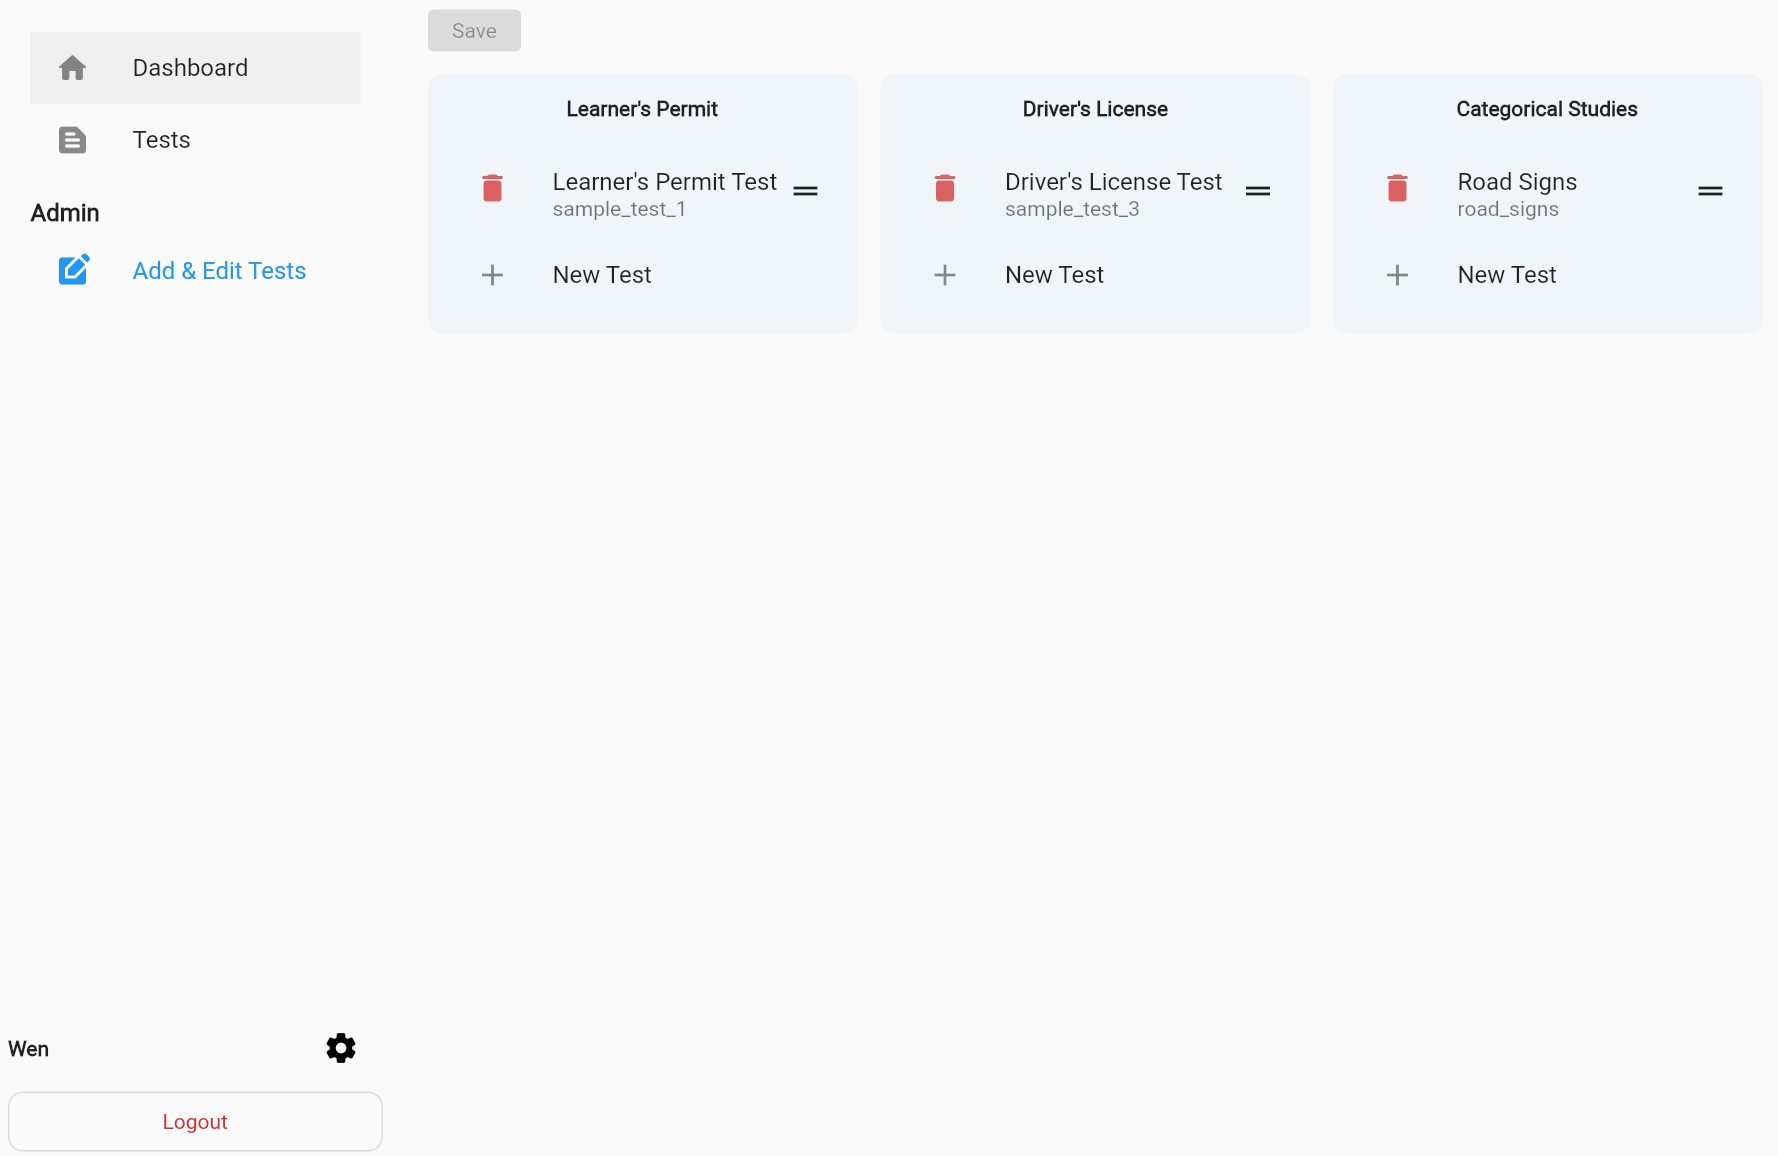 Dashboard
Tests
Admin
Add & Edit Tests
Wen
Logout
Save
Learner's Permit
Learner's Permit Test
sample_test_1
New Test
Driver's License
Driver's License Test
sample_test_3
New Test
Categorical Studies
Road Signs
road_signs
New Test